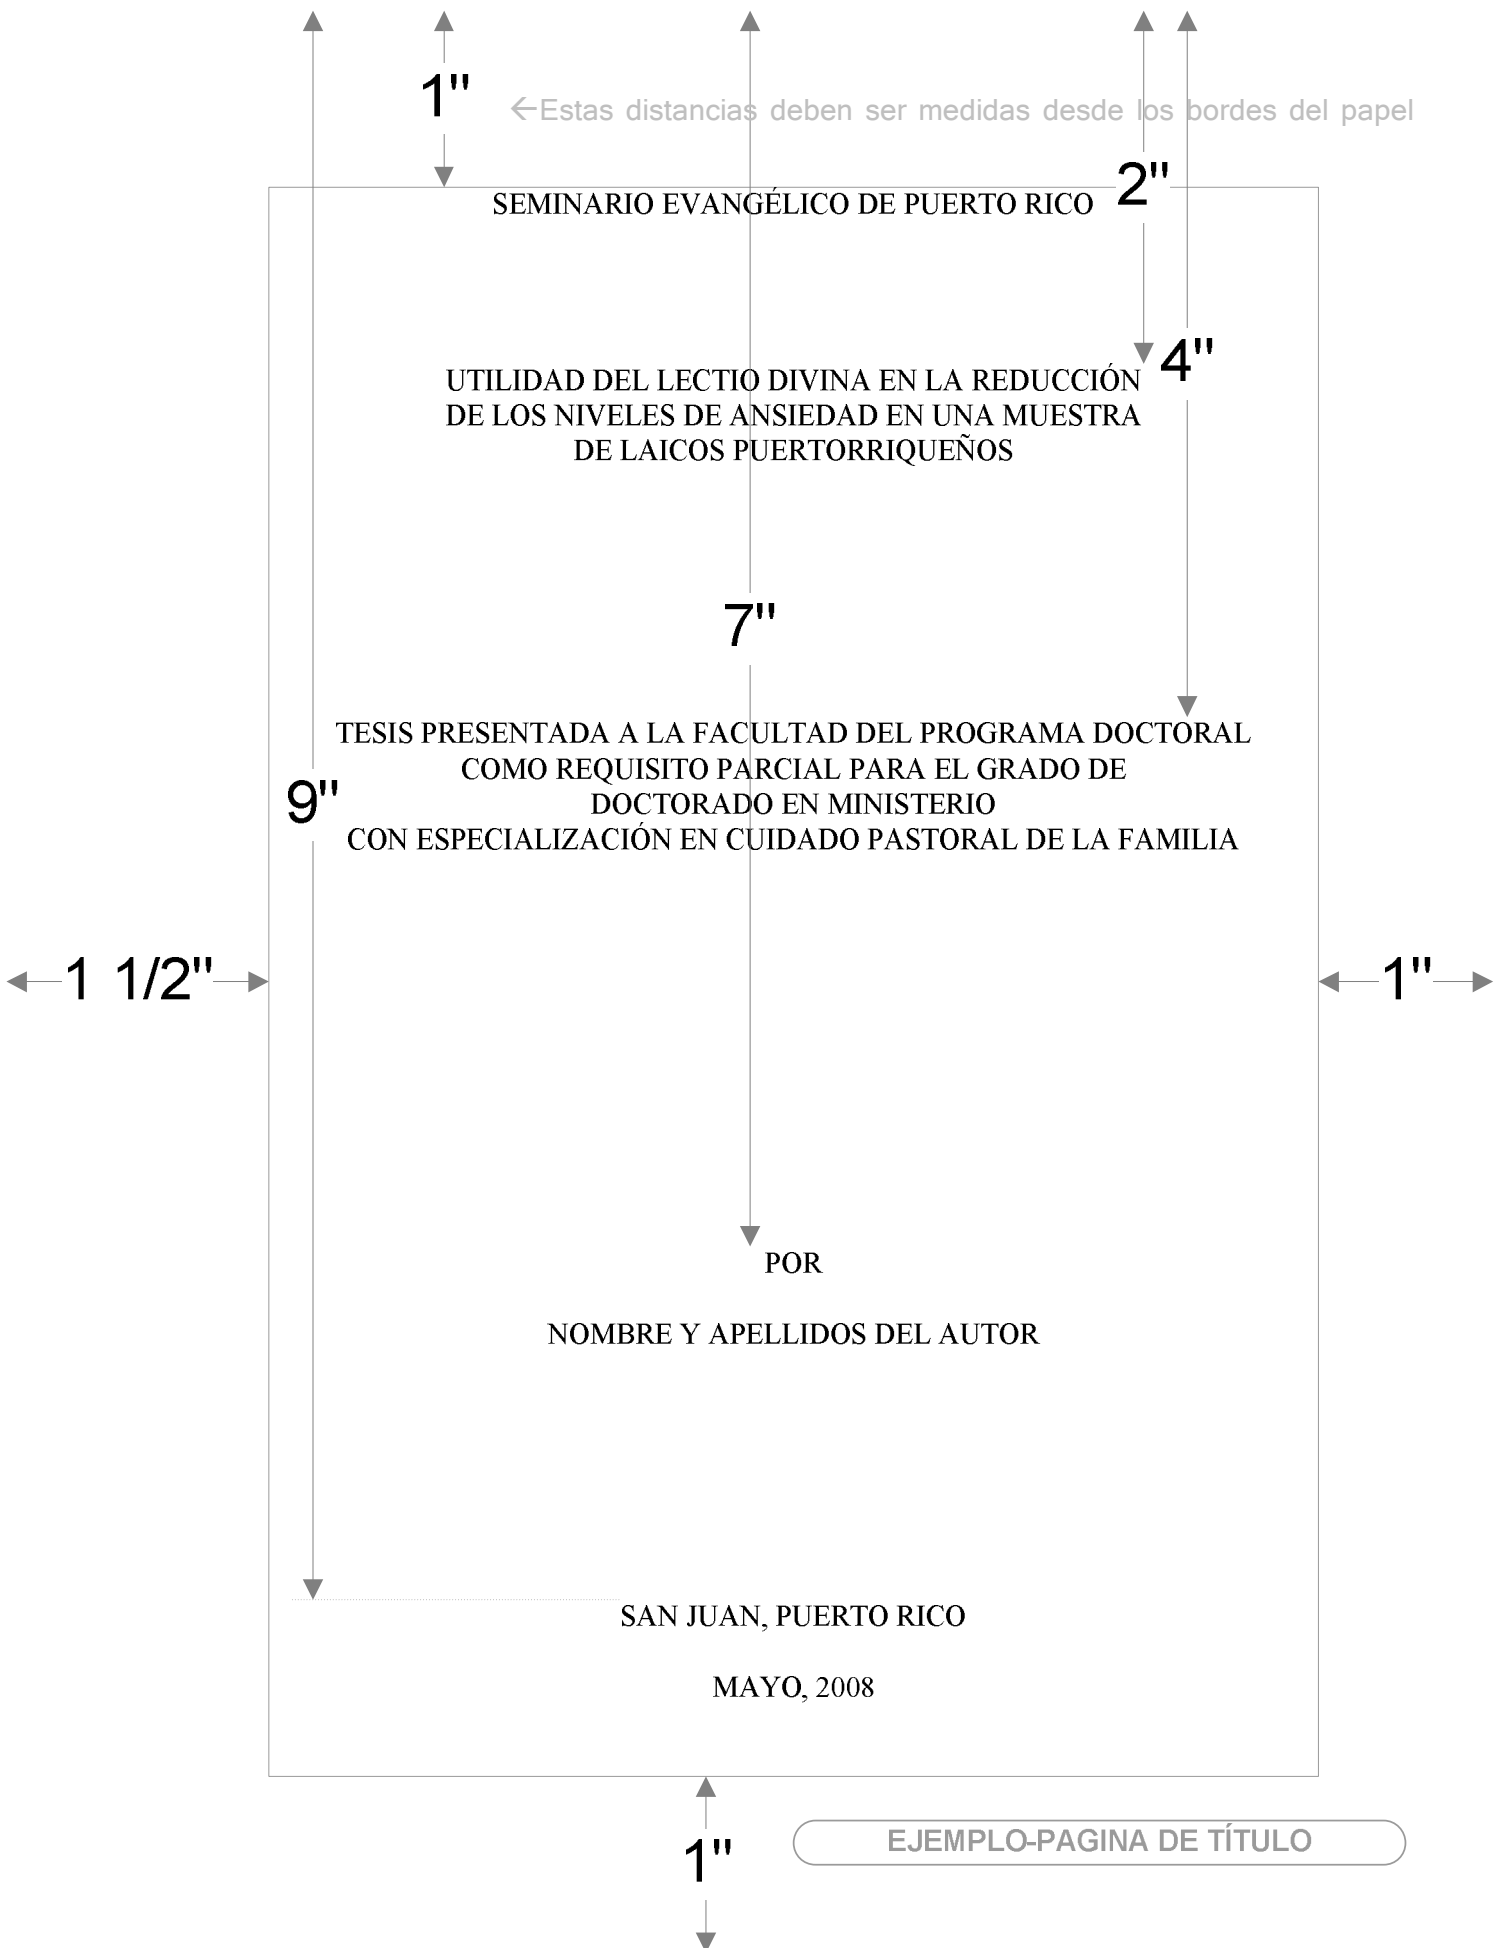 1"
←Estas distancias deben ser medidas desde los bordes del papel
2"
SEMINARIO EVANGÉLICO DE PUERTO RICO
4"
UTILIDAD DEL LECTIO DIVINA EN LA REDUCCIÓN
DE LOS NIVELES DE ANSIEDAD EN UNA MUESTRA
DE LAICOS PUERTORRIQUEÑOS
7"
TESIS PRESENTADA A LA FACULTAD DEL PROGRAMA DOCTORAL
COMO REQUISITO PARCIAL PARA EL GRADO DE
9"
DOCTORADO EN MINISTERIO
CON ESPECIALIZACIÓN EN CUIDADO PASTORAL DE LA FAMILIA
1 1/2"
1"
POR
NOMBRE Y APELLIDOS DEL AUTOR
SAN JUAN, PUERTO RICO
MAYO, 2008
EJEMPLO-PAGINA DE TÍTULO
1"